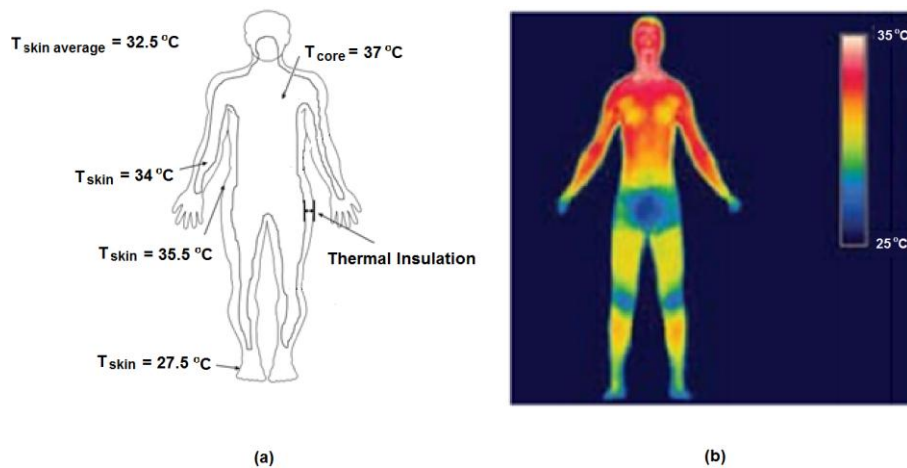 T skin average = 32.5 °C
T core = 37 °C
T skin = 34 °C
T skin = 35.5 °C
Thermal Insulation
T skin = 27.5 °C
(a)
35 °C
25 °C
(b)